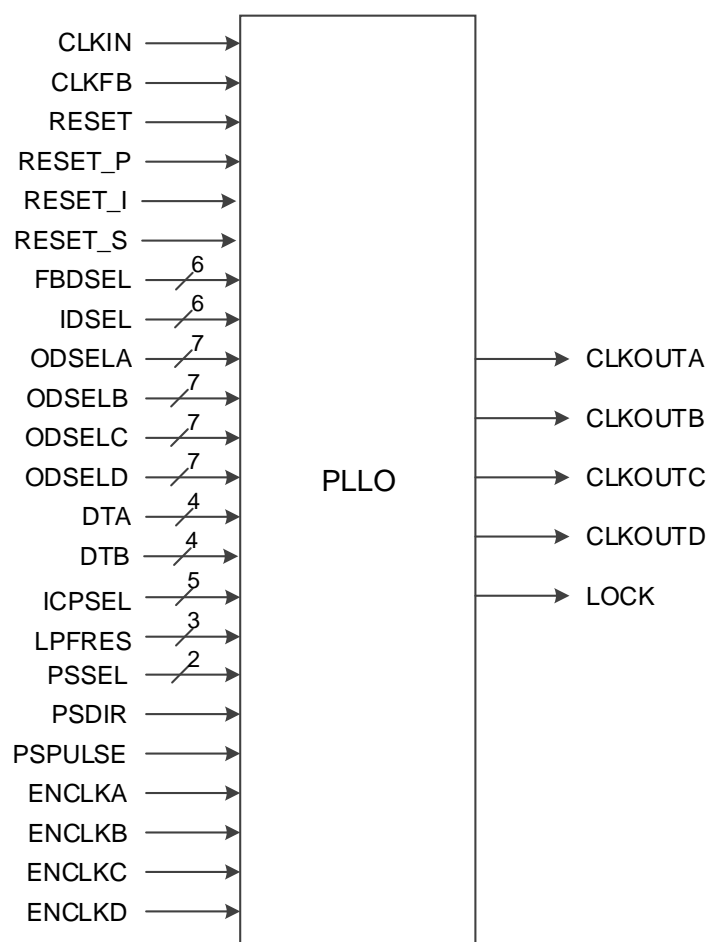 CLKIN
CLKFB
RESET
RESET_P
RESET_I
RESET_S
FBDSEL 6
IDSEL 6
ODSELA 7
ODSELB 7
ODSELC 7
ODSELD 7
DTA 4
DTB 4
ICPSEL 5
LPFRES 3
PSSEL 2
PSDIR
PSPULSE
ENCLKA
ENCLKB
ENCLKC
ENCLKD
PLLO
CLKOUTA
CLKOUTB
CLKOUTC
CLKOUTD
LOCK